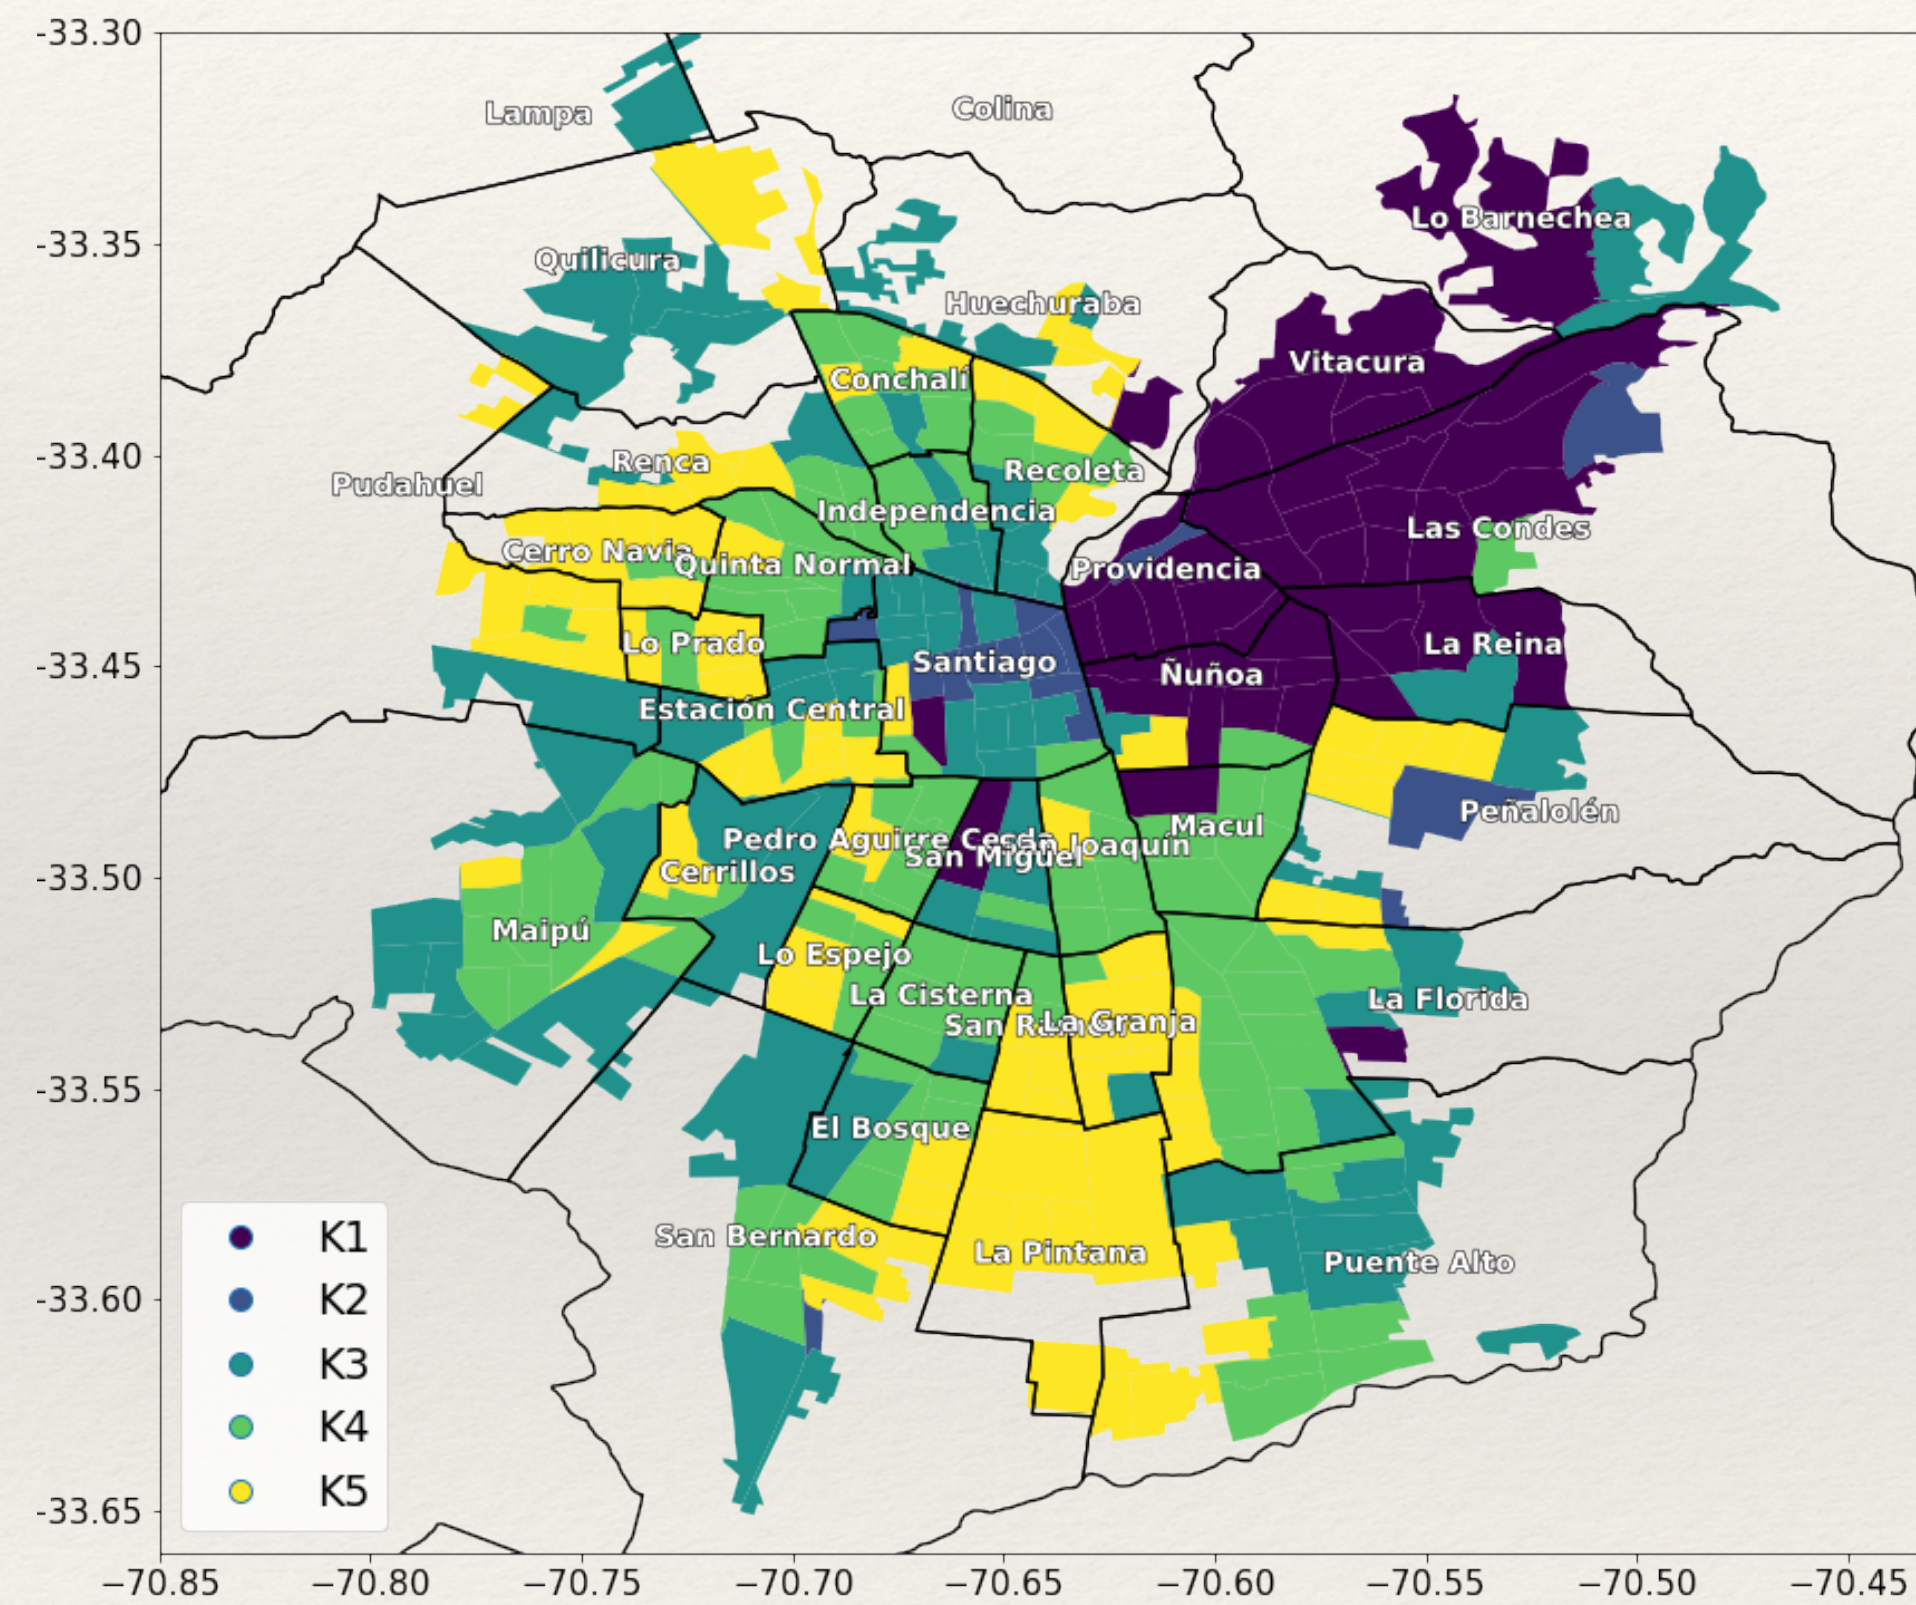 -33.30
Lampa
Colina
Lo Barnechea
-33.35
Quilicura
Huechuraba
Vitacura
Conchalí
-33.40
Renca
Recoleta
Pudahuel
Independencia
Las Condes
Cerro Navia
Quinta Normal
Providencia
-33.45
Lo Prado
Santiago
Ñuñoa
La Reina
Estación Central
Peñalolén
Pedro Aguirre Cerda
Macul
San Joaquín
San Miguel
-33.50
Cerrillos
Maipú
Lo Espejo
La Cisterna
La Florida
San Ramón
La Granja
-33.55
El Bosque
San Bernardo
La Pintana
Puente Alto
-33.60
-33.65
K1
K2
K3
K4
K5
−70.85 −70.80 −70.75 −70.70 −70.65 −70.60 −70.55 −70.50 −70.45